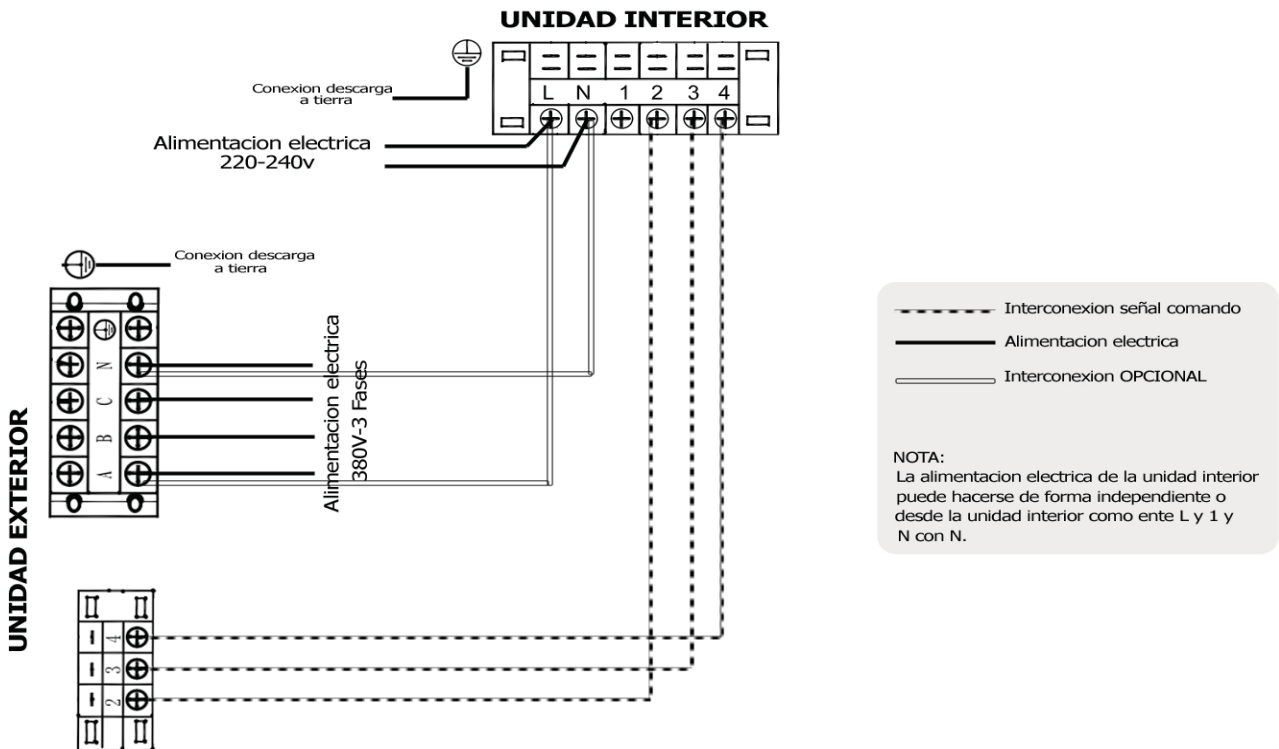 UNIDAD INTERIOR
Conexion descarga
a tierra
L N 1 2 3 4
Alimentacion electrica
220-240v
Conexion descarga
a tierra
N
C
B
A
Alimentacion electrica
380V-3 Fases
UNIDAD EXTERIOR
4
3
2
Interconexion señal comando
Alimentacion electrica
Interconexion OPCIONAL
NOTA:
La alimentacion electrica de la unidad interior
puede hacerse de forma independiente o
desde la unidad interior como ente L y 1 y
N con N.